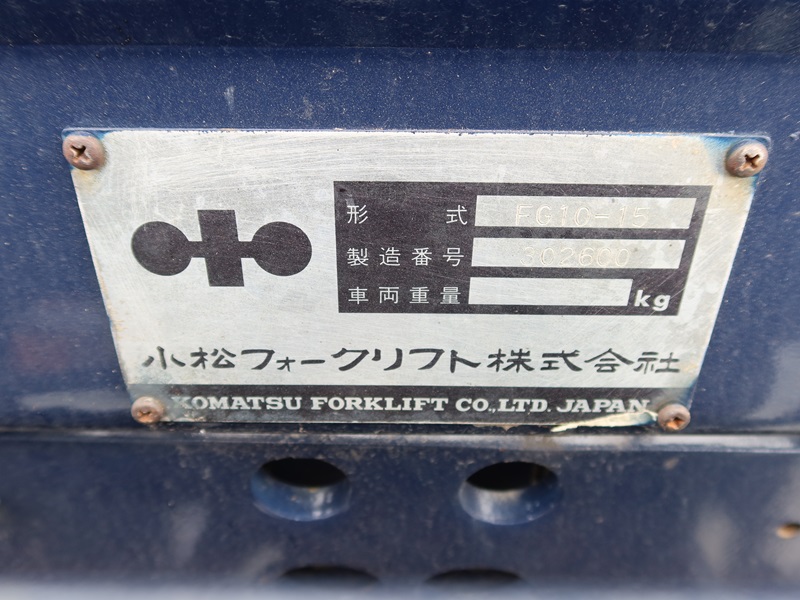 形式 FG10-15
製造番号 302600
車両重量 kg
小松フォークリフト株式会社
KOMATSU FORKLIFT CO.,LTD. JAPAN